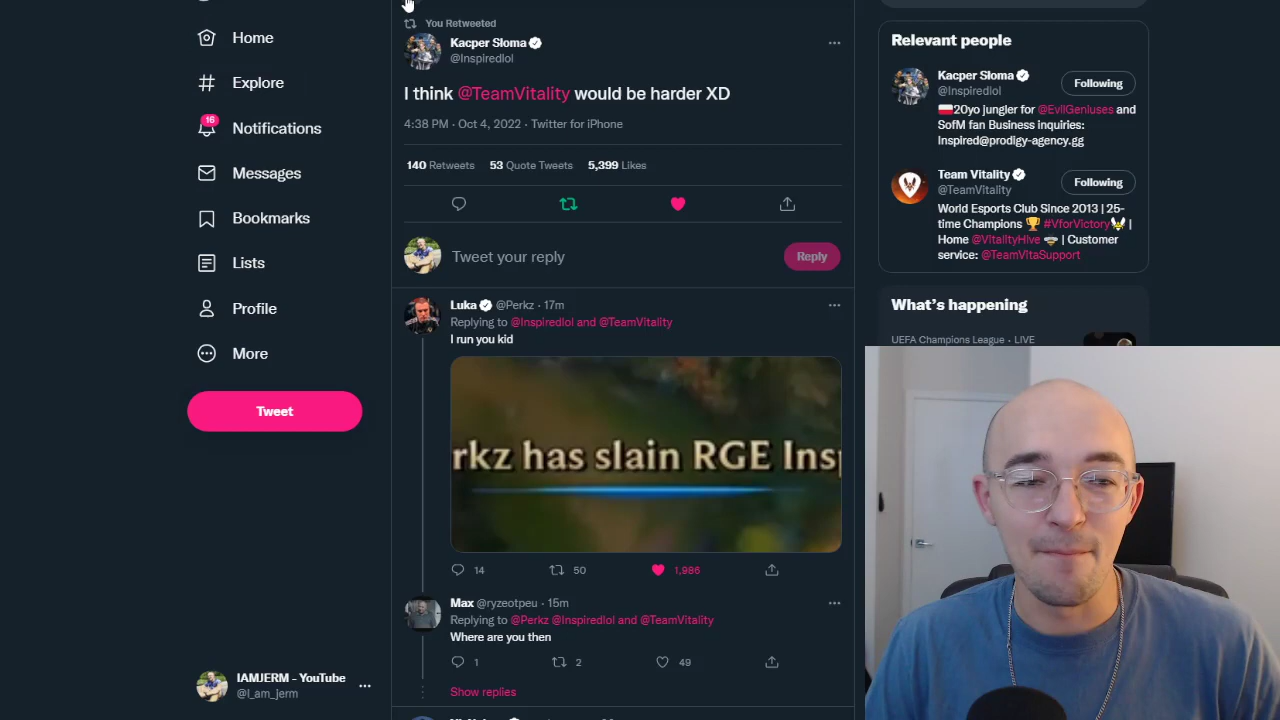 You Retweeted
Home
Kacper Słoma
@Inspiredlol
Explore
I think @TeamVitality would be harder XD
16
Notifications
4:38 PM · Oct 4, 2022 · Twitter for iPhone
Messages
140 Retweets 53 Quote Tweets 5,399 Likes
Bookmarks
Lists
Tweet your reply
Reply
Profile
More
Tweet
Luka @Perkz · 17m
Replying to @Inspiredlol and @TeamVitality
I run you kid
rkz has slain RGE Ins
14 50 1,986
Max @ryzeotpeu · 15m
Replying to @Perkz @Inspiredlol and @TeamVitality
Where are you then
1 2 49
Show replies
IAMJERM - YouTube
@I_am_jerm
Relevant people
Kacper Słoma
@Inspiredlol
Following
20yo jungler for @EvilGeniuses and
SofM fan Business inquiries:
Inspired@prodigy-agency.gg
Team Vitality
@TeamVitality
Following
World Esports Club Since 2013 | 25-
time Champions 🏆 #VforVictory |
Home @VitalityHive | Customer
service: @TeamVitaSupport
What's happening
UEFA Champions League · LIVE